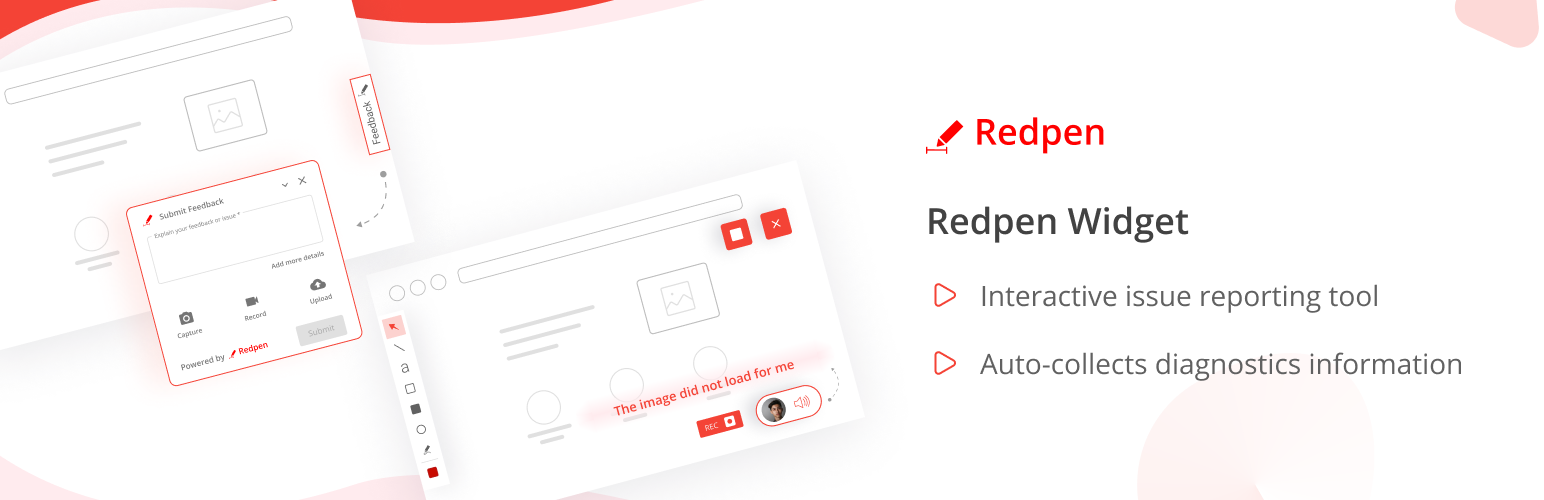 Feedback
Submit Feedback
Explain your feedback or issue *
Add more details
Capture
Record
Upload
Submit
Powered by Redpen
a
The image did not load for me
REC
Redpen
Redpen Widget
Interactive issue reporting tool
Auto-collects diagnostics information